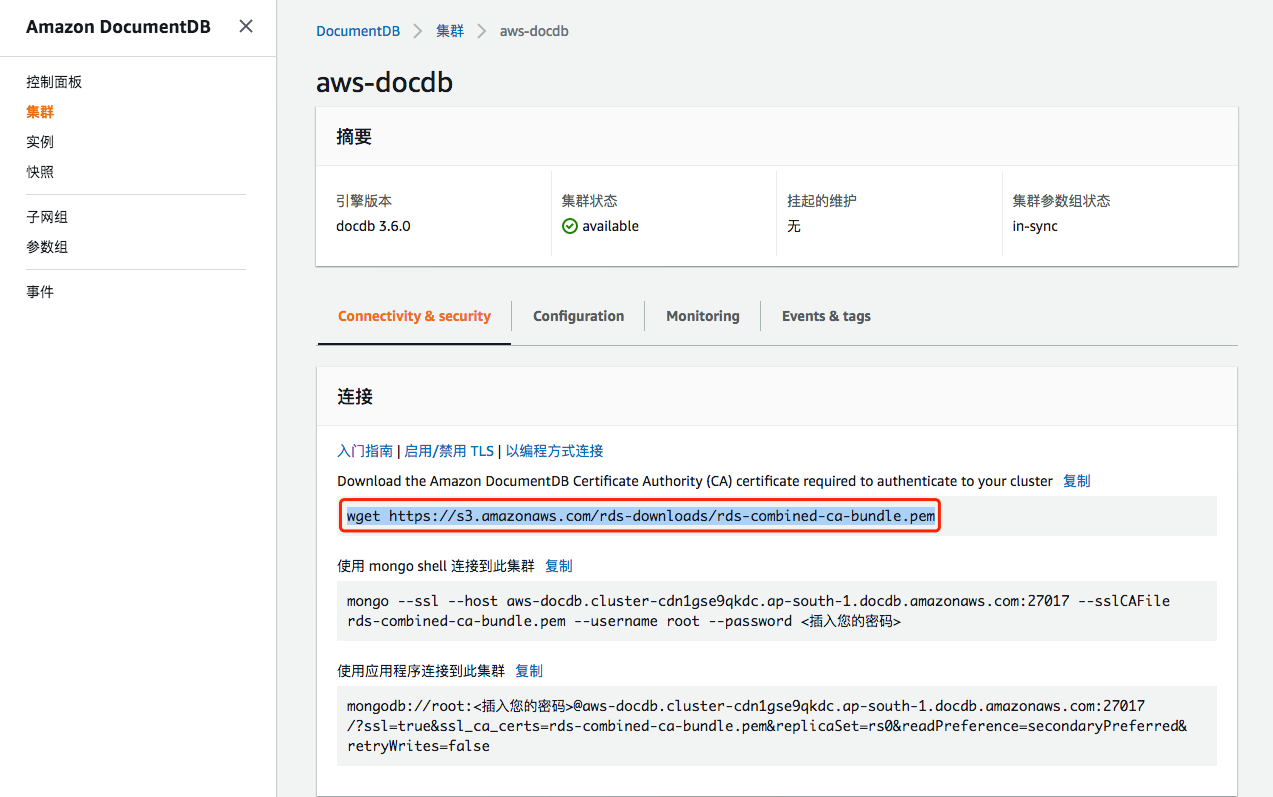 Amazon DocumentDB
控制面板
集群
实例
快照
子网组
参数组
事件
DocumentDB 集群 aws-docdb
aws-docdb
摘要
引擎版本 集群状态 挂起的维护 集群参数组状态
docdb 3.6.0 available 无 in-sync
Connectivity & security Configuration Monitoring Events & tags
连接
入门指南 | 启用/禁用 TLS | 以编程方式连接
Download the Amazon DocumentDB Certificate Authority (CA) certificate required to authenticate to your cluster 复制
wget https://s3.amazonaws.com/rds-downloads/rds-combined-ca-bundle.pem
使用 mongo shell 连接到此集群 复制
mongo --ssl --host aws-docdb.cluster-cdn1gse9qkdc.ap-south-1.docdb.amazonaws.com:27017 --sslCAFile
rds-combined-ca-bundle.pem --username root --password <插入您的密码>
使用应用程序连接到此集群 复制
mongodb://root:<插入您的密码>@aws-docdb.cluster-cdn1gse9qkdc.ap-south-1.docdb.amazonaws.com:27017
/?ssl=true&ssl_ca_certs=rds-combined-ca-bundle.pem&replicaSet=rs0&readPreference=secondaryPreferred&
retryWrites=false